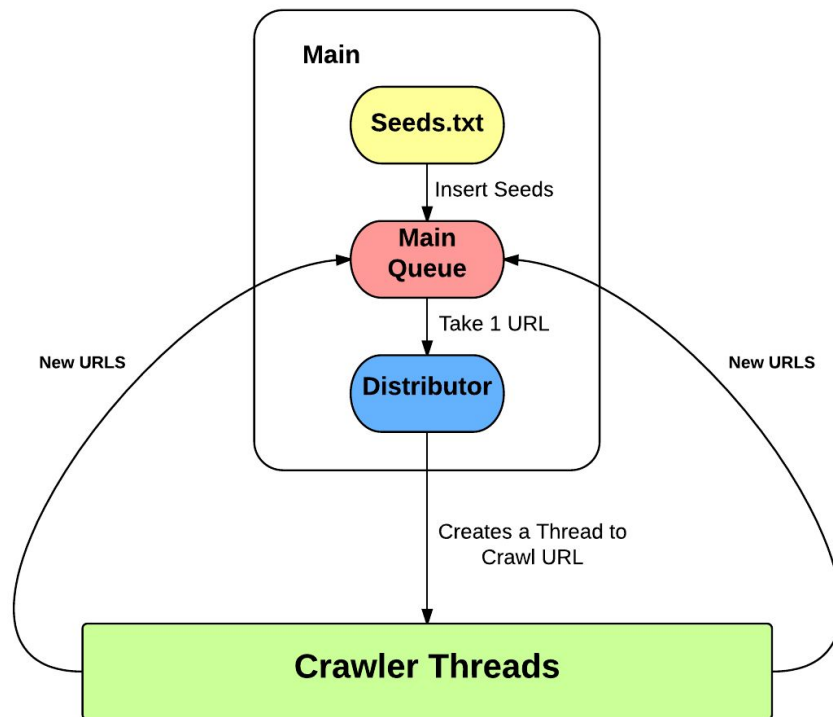 Main
Seeds.txt
Insert Seeds
Main
Queue
Take 1 URL
New URLS
New URLS
Distributor
Creates a Thread to
Crawl URL
Crawler Threads